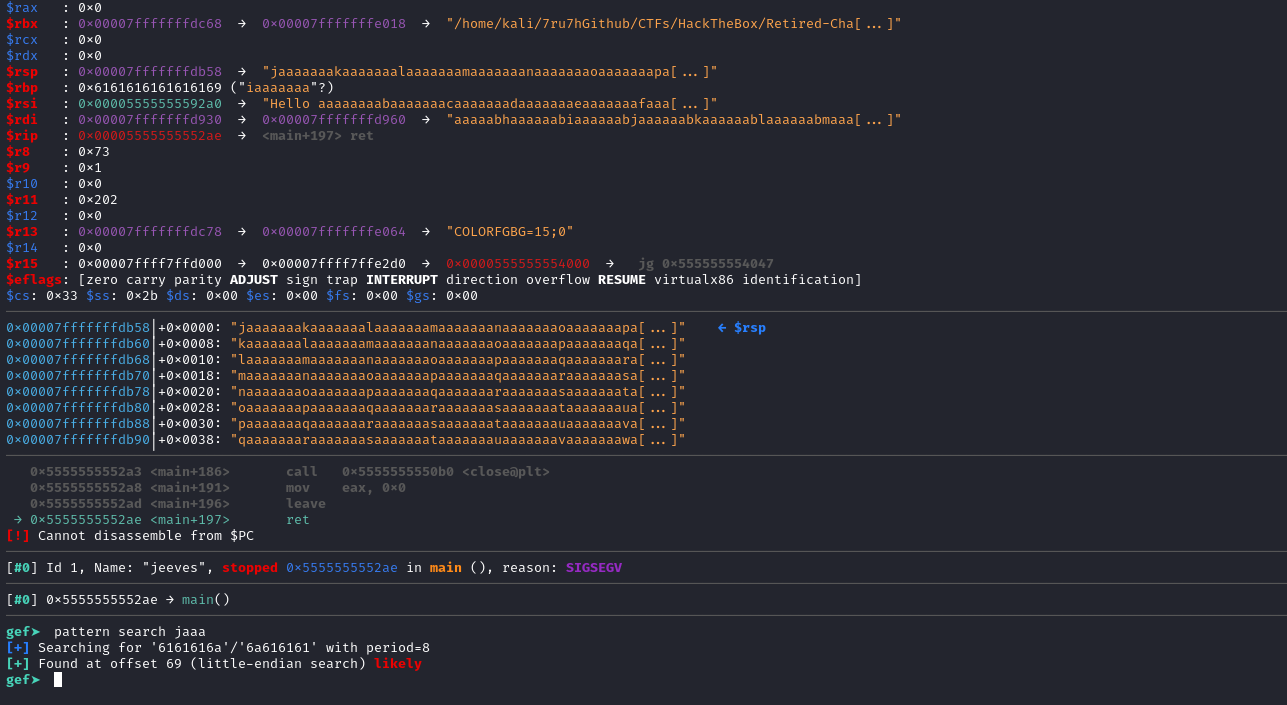 $rax   : 0×0
$rbx   : 0×00007fffffffdc68  →  0×00007fffffffe018  →  "/home/kali/7ru7hGithub/CTFs/HackTheBox/Retired-Cha[...]"
$rcx   : 0×0
$rdx   : 0×0
$rsp   : 0×00007fffffffdb58  →  "jaaaaaaakaaaaaaalaaaaaaamaaaaaaanaaaaaaaoaaaaaaapa[...]"
$rbp   : 0×6161616161616169 ("iaaaaaaa"?)
$rsi   : 0×00005555555592a0  →  "Hello aaaaaaaabaaaaaaacaaaaaaadaaaaaaaeaaaaaaafaaa[...]"
$rdi   : 0×00007fffffffd930  →  0×00007fffffffd960  →  "aaaaabhaaaaaabiaaaaaabjaaaaaabkaaaaaablaaaaaabmaaa[...]"
$rip   : 0×00005555555552ae  →  <main+197> ret
$r8    : 0×73
$r9    : 0×1
$r10   : 0×0
$r11   : 0×202
$r12   : 0×0
$r13   : 0×00007fffffffdc78  →  0×00007fffffffe064  →  "COLORFGBG=15;0"
$r14   : 0×0
$r15   : 0×00007ffff7ffd000  →  0×00007ffff7ffe2d0  →  0×0000555555554000  →   jg 0×555555554047
$eflags: [zero carry parity ADJUST sign trap INTERRUPT direction overflow RESUME virtualx86 identification]
$cs: 0×33 $ss: 0×2b $ds: 0×00 $es: 0×00 $fs: 0×00 $gs: 0×00
0×00007fffffffdb58│+0×0000: "jaaaaaaakaaaaaaalaaaaaaamaaaaaaanaaaaaaaoaaaaaaapa[...]"    ← $rsp
0×00007fffffffdb60│+0×0008: "kaaaaaaalaaaaaaamaaaaaaanaaaaaaaoaaaaaaapaaaaaaaqa[...]"
0×00007fffffffdb68│+0×0010: "laaaaaaamaaaaaaanaaaaaaaoaaaaaaapaaaaaaaqaaaaaaara[...]"
0×00007fffffffdb70│+0×0018: "maaaaaaanaaaaaaaoaaaaaaapaaaaaaaqaaaaaaaraaaaaaasa[...]"
0×00007fffffffdb78│+0×0020: "naaaaaaaoaaaaaaapaaaaaaaqaaaaaaaraaaaaaasaaaaaaata[...]"
0×00007fffffffdb80│+0×0028: "oaaaaaaapaaaaaaaqaaaaaaaraaaaaaasaaaaaaataaaaaaaua[...]"
0×00007fffffffdb88│+0×0030: "paaaaaaaqaaaaaaaraaaaaaasaaaaaaataaaaaaauaaaaaaava[...]"
0×00007fffffffdb90│+0×0038: "qaaaaaaaraaaaaaasaaaaaaataaaaaaauaaaaaaavaaaaaaawa[...]"
0×5555555552a3 <main+186>       call   0×5555555550b0 <close@plt>
0×5555555552a8 <main+191>       mov    eax, 0×0
0×5555555552ad <main+196>       leave
→ 0×5555555552ae <main+197>       ret
[!] Cannot disassemble from $PC
[#0] Id 1, Name: "jeeves", stopped 0×5555555552ae in main (), reason: SIGSEGV
[#0] 0×5555555552ae → main()
gef➤  pattern search jaaa
[+] Searching for '6161616a'/'6a616161' with period=8
[+] Found at offset 69 (little-endian search) likely
gef➤